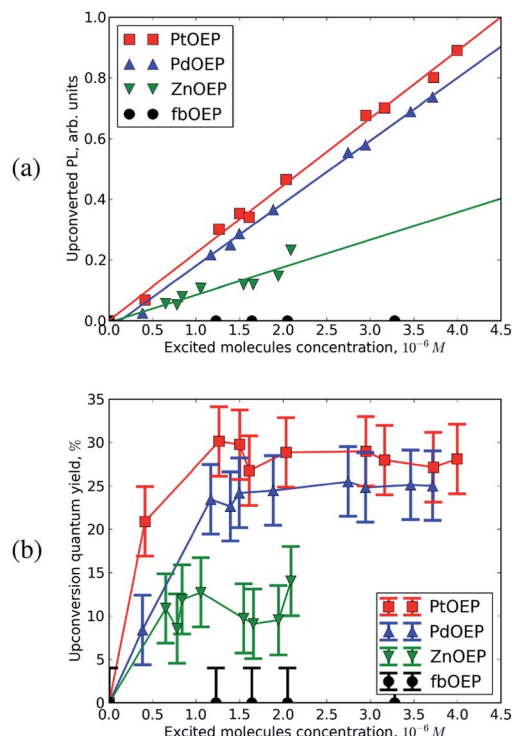 (a)
Upconverted PL, arb. units
1.0
0.8
0.6
0.4
0.2
0.0
PtOEP
PdOEP
ZnOEP
fbOEP
0.0 0.5 1.0 1.5 2.0 2.5 3.0 3.5 4.0 4.5
Excited molecules concentration, 10⁻⁶ M
(b)
Upconversion quantum yield, %
35
30
25
20
15
10
5
0
PtOEP
PdOEP
ZnOEP
fbOEP
0.0 0.5 1.0 1.5 2.0 2.5 3.0 3.5 4.0 4.5
Excited molecules concentration, 10⁻⁶ M